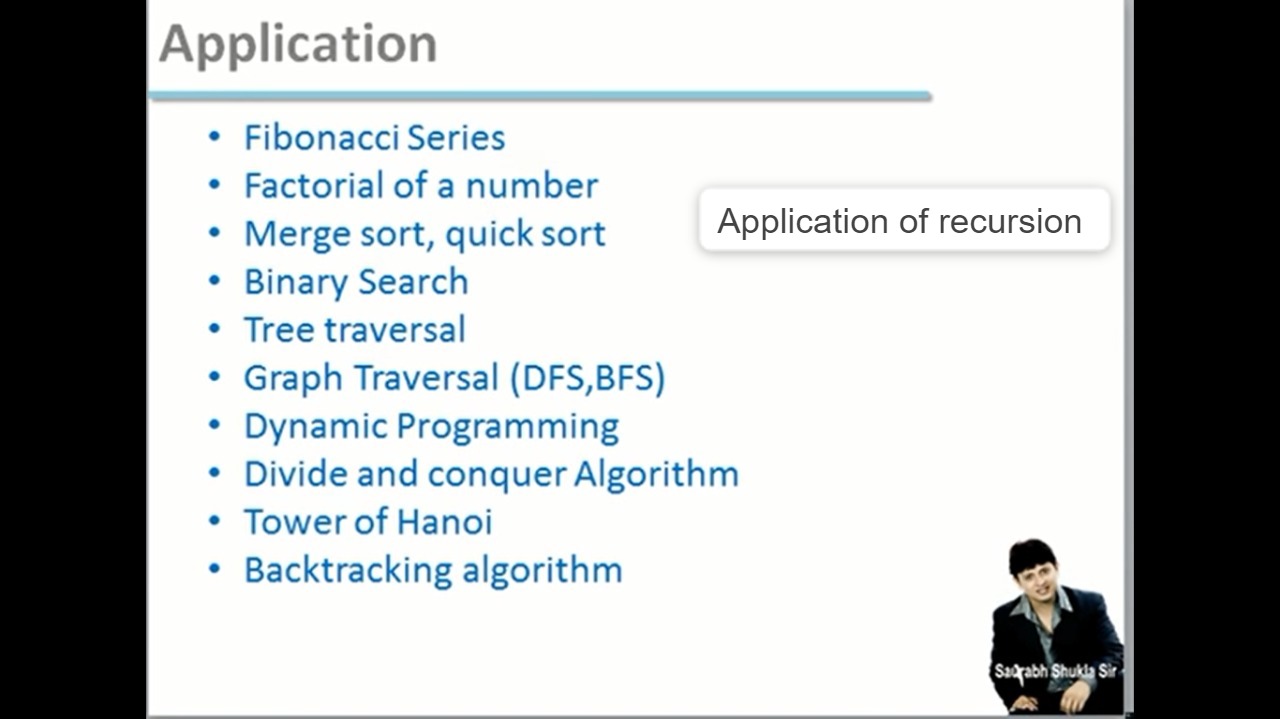 Application
• Fibonacci Series
• Factorial of a number
• Merge sort, quick sort
Application of recursion
• Binary Search
• Tree traversal
• Graph Traversal (DFS,BFS)
• Dynamic Programming
• Divide and conquer Algorithm
• Tower of Hanoi
• Backtracking algorithm
Saurabh Shukla Sir